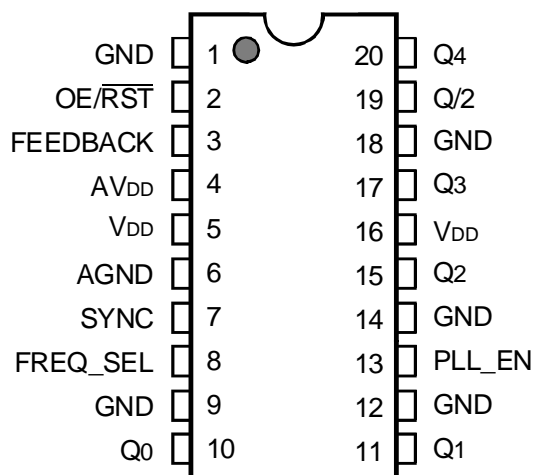 GND 1 20 Q4
OE/RST 2 19 Q/2
FEEDBACK 3 18 GND
AVDD 4 17 Q3
VDD 5 16 VDD
AGND 6 15 Q2
SYNC 7 14 GND
FREQ_SEL 8 13 PLL_EN
GND 9 12 GND
Q0 10 11 Q1